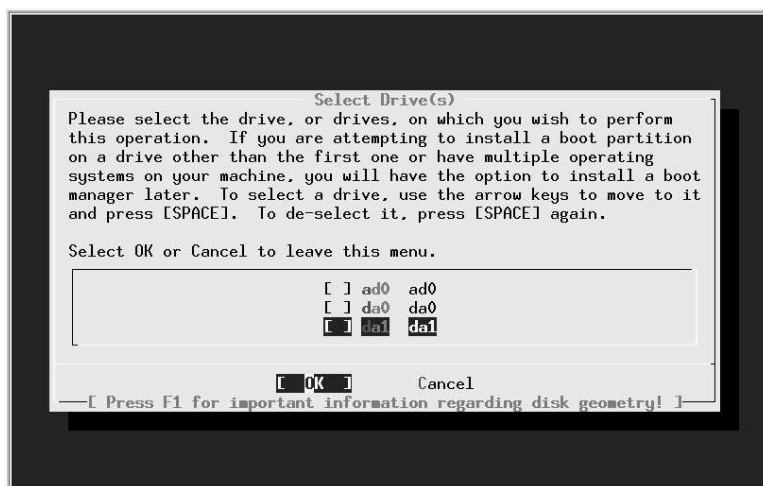 Select Drive(s)
Please select the drive, or drives, on which you wish to perform
this operation.  If you are attempting to install a boot partition
on a drive other than the first one or have multiple operating
systems on your machine, you will have the option to install a boot
manager later.  To select a drive, use the arrow keys to move to it
and press [SPACE].  To de-select it, press [SPACE] again.
Select OK or Cancel to leave this menu.
[ ] ad0  ad0
[ ] da0  da0
[ ] da1  da1
[  OK  ]       Cancel
[ Press F1 for important information regarding disk geometry! ]